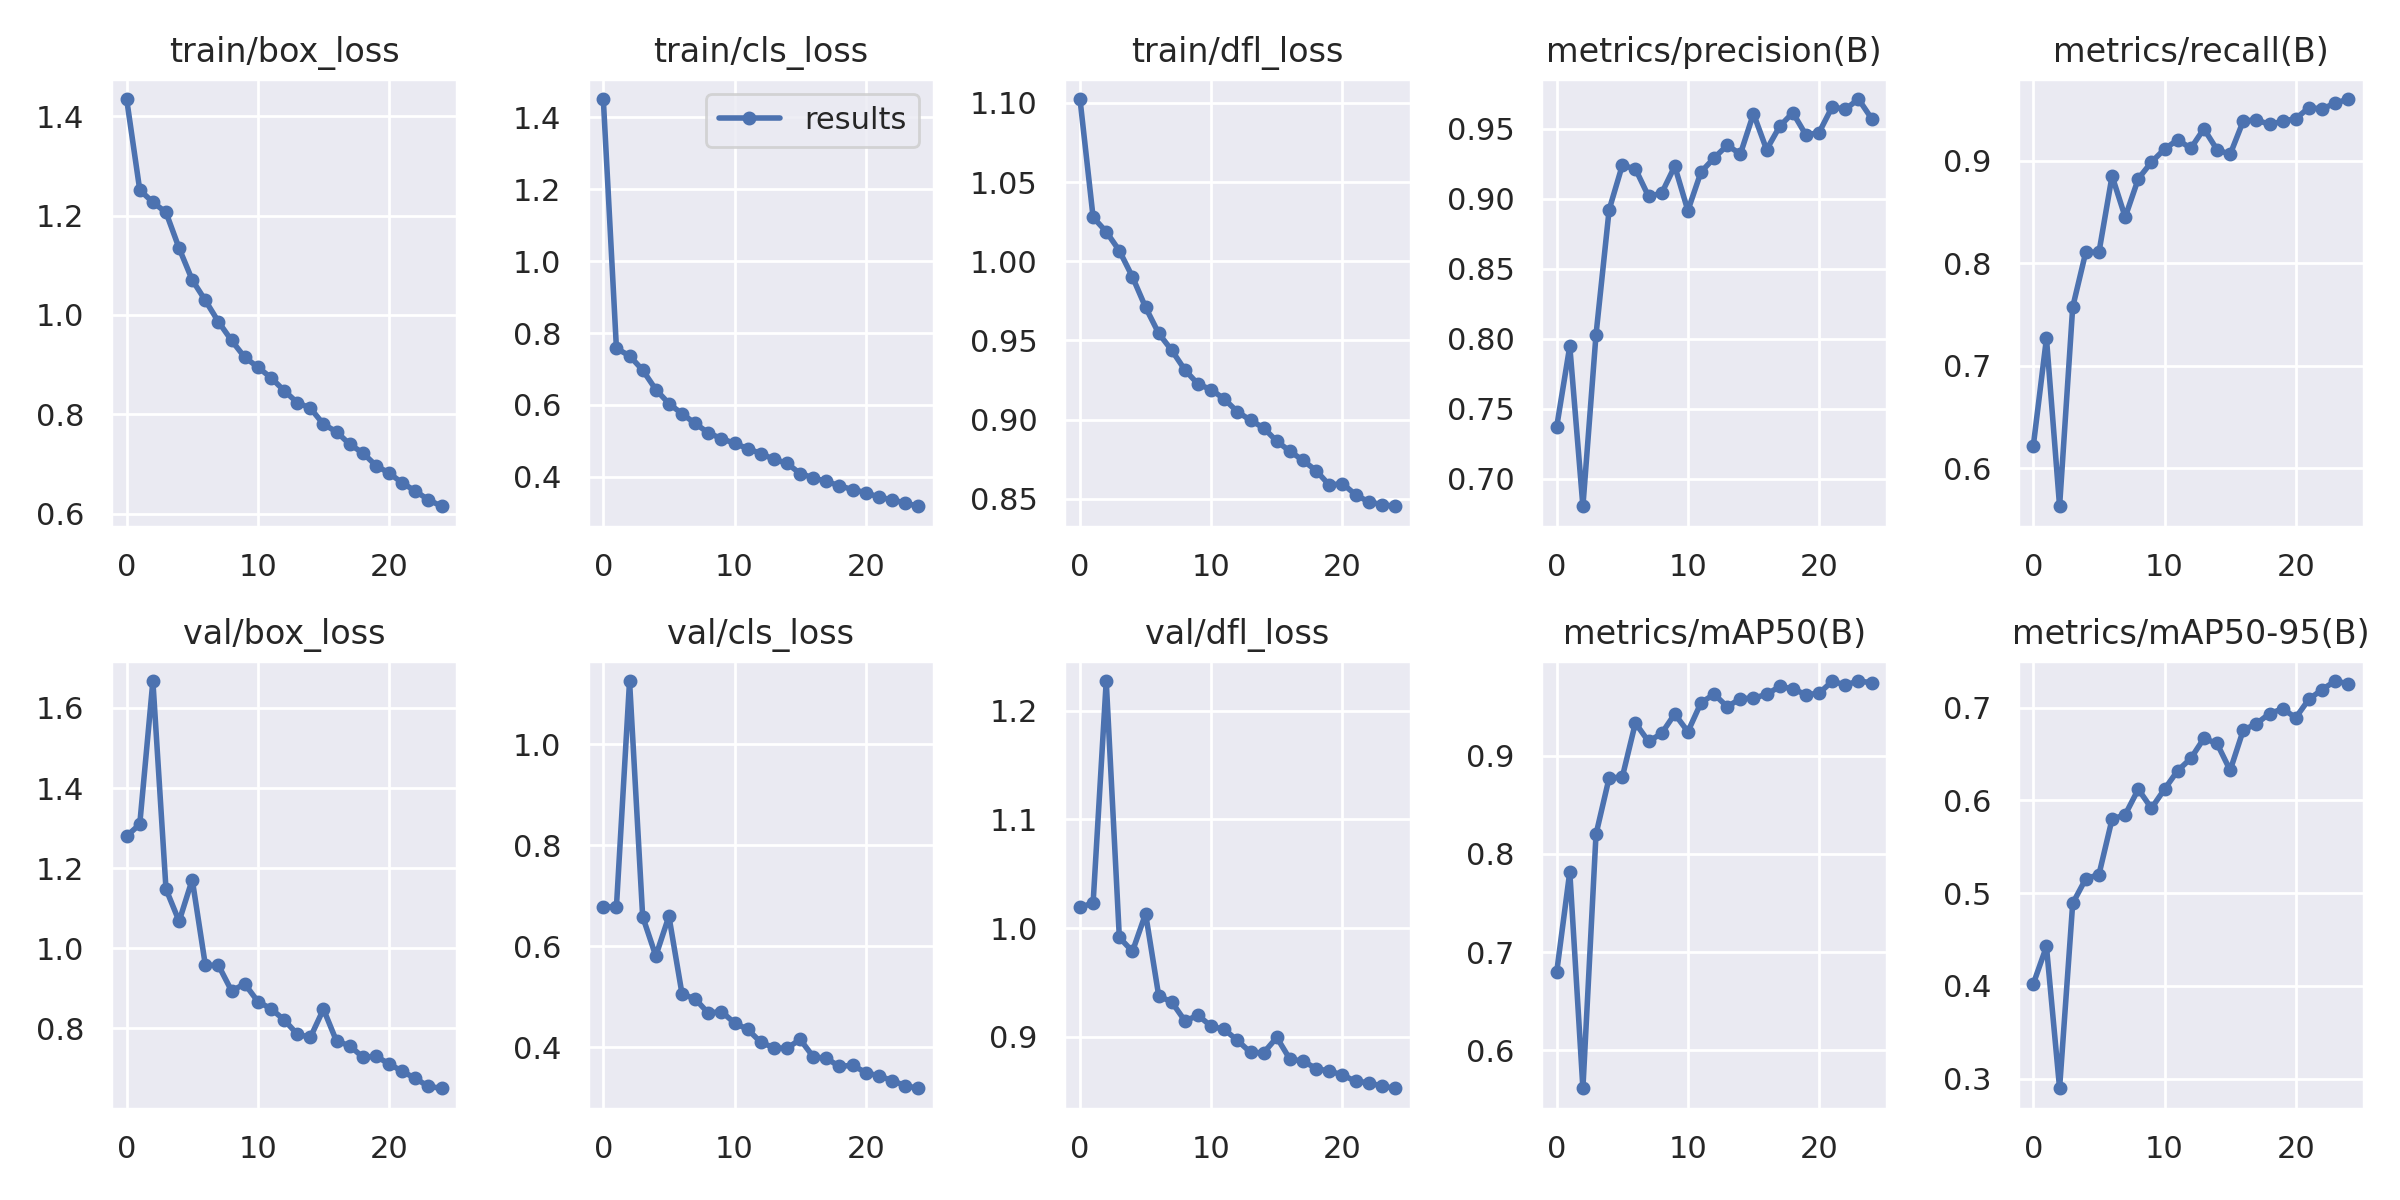 train/box_loss
1.4
1.2
1.0
0.8
0.6
0 10 20
train/cls_loss
results
1.4
1.2
1.0
0.8
0.6
0.4
0 10 20
train/dfl_loss
1.10
1.05
1.00
0.95
0.90
0.85
0 10 20
metrics/precision(B)
0.95
0.90
0.85
0.80
0.75
0.70
0 10 20
metrics/recall(B)
0.9
0.8
0.7
0.6
0 10 20
val/box_loss
1.6
1.4
1.2
1.0
0.8
0 10 20
val/cls_loss
1.0
0.8
0.6
0.4
0 10 20
val/dfl_loss
1.2
1.1
1.0
0.9
0 10 20
metrics/mAP50(B)
0.9
0.8
0.7
0.6
0 10 20
metrics/mAP50-95(B)
0.7
0.6
0.5
0.4
0.3
0 10 20